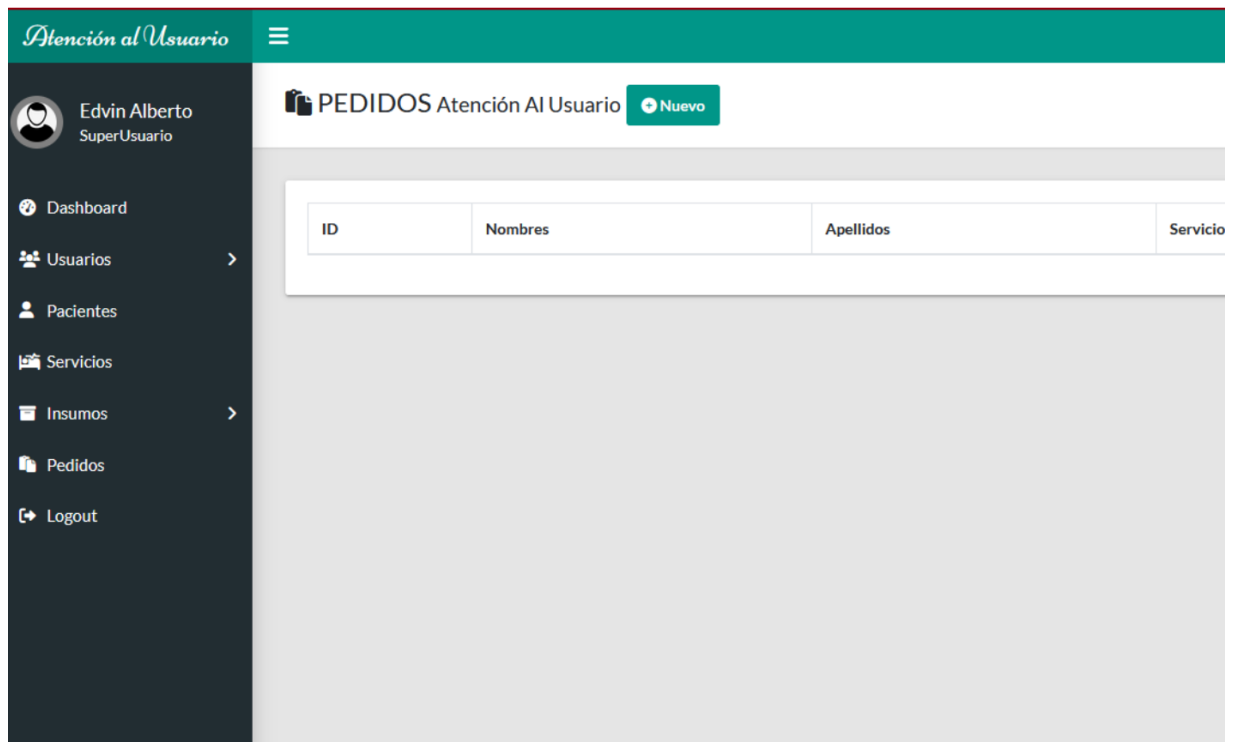 Atención al Usuario
Edvin Alberto
SuperUsuario
Dashboard
Usuarios
Pacientes
Servicios
Insumos
Pedidos
Logout
PEDIDOS Atención Al Usuario Nuevo
ID Nombres Apellidos Servicio